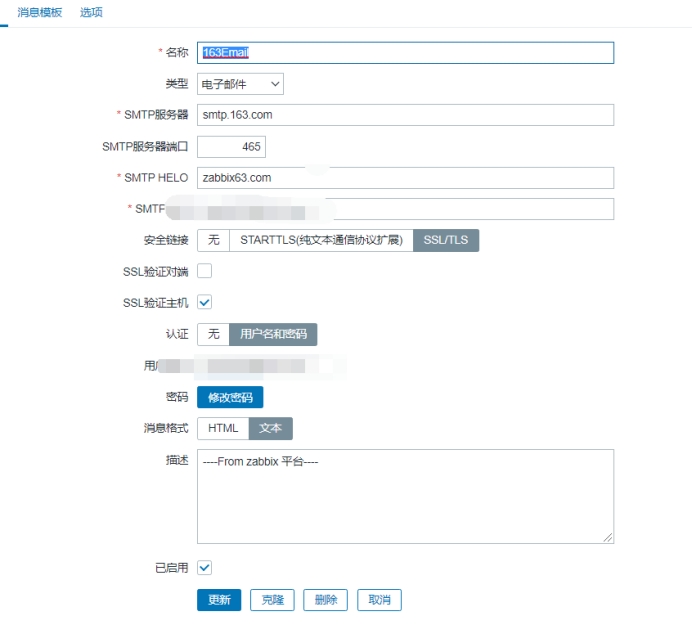 消息模板 选项
* 名称 163Email
类型 电子邮件
* SMTP服务器 smtp.163.com
SMTP服务器端口 465
* SMTP HELO zabbix63.com
* SMTP
安全链接 无 STARTTLS(纯文本通信协议扩展) SSL/TLS
SSL验证对端
SSL验证主机
认证 无 用户名和密码
用户
密码 修改密码
消息格式 HTML 文本
描述 ----From zabbix 平台----
已启用
更新 克隆 删除 取消